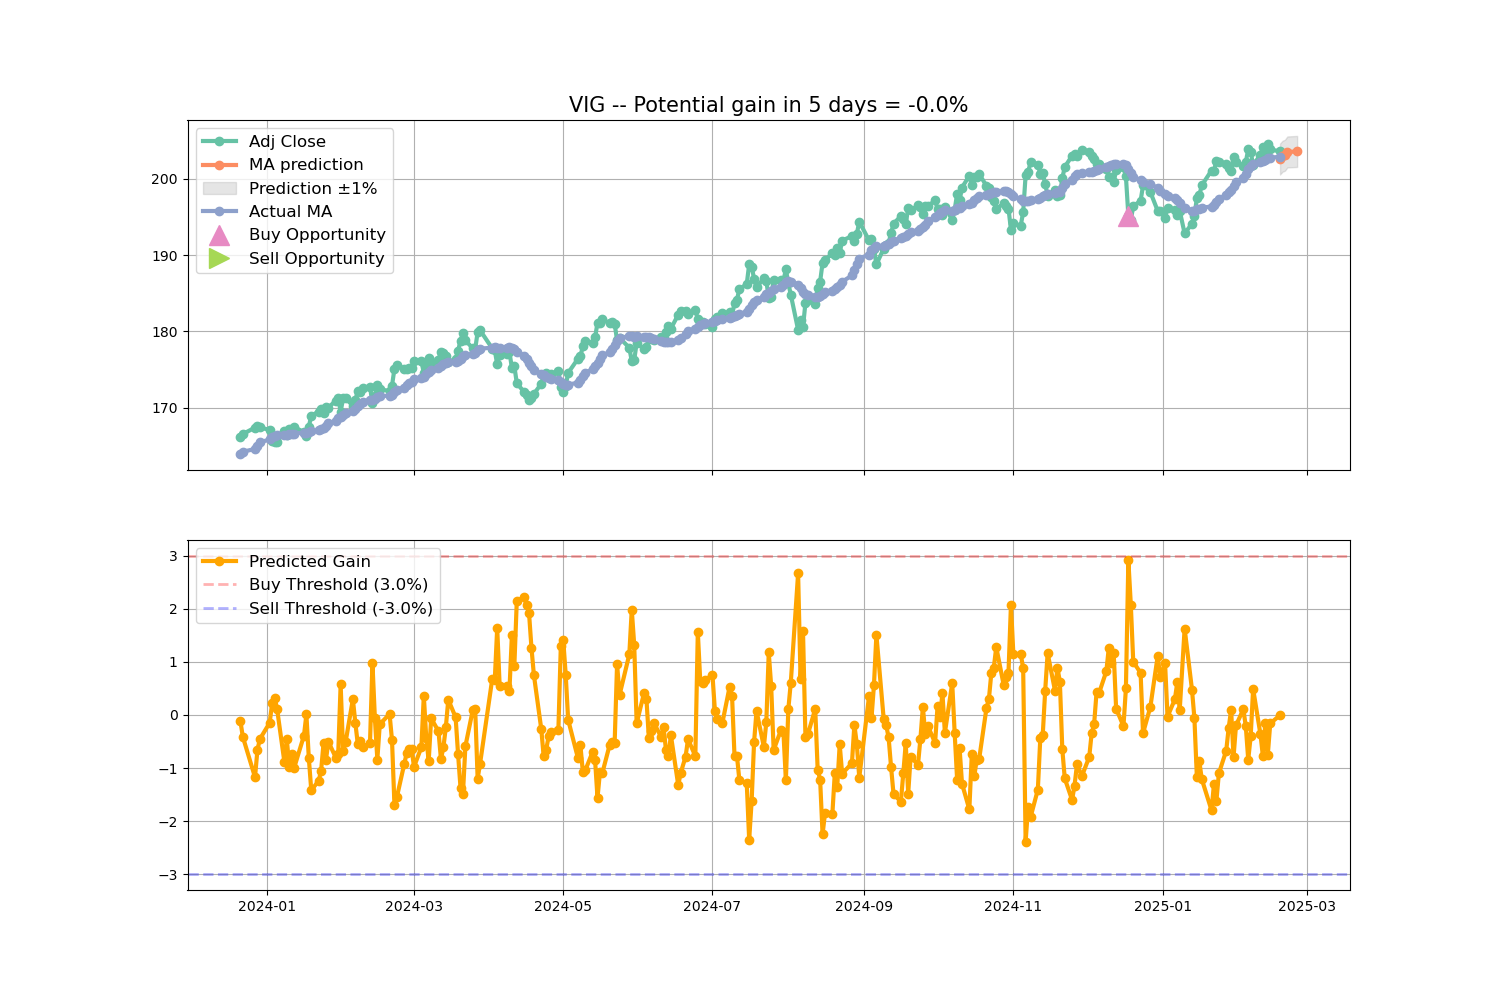 VIG -- Potential gain in 5 days = -0.0%
Adj Close
MA prediction
Prediction ±1%
Actual MA
Buy Opportunity
Sell Opportunity
200
190
180
170
Predicted Gain
Buy Threshold (3.0%)
Sell Threshold (-3.0%)
3
2
1
0
−1
−2
−3
2024-01 2024-03 2024-05 2024-07 2024-09 2024-11 2025-01 2025-03